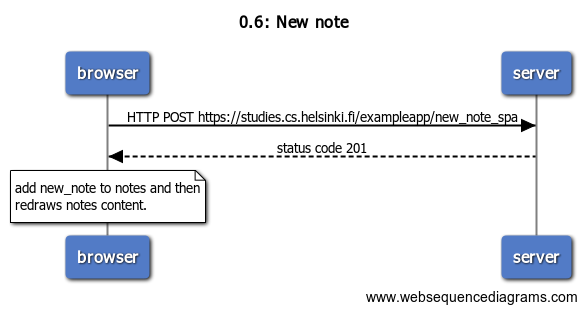 0.6: New note
browser
server
HTTP POST https://studies.cs.helsinki.fi/exampleapp/new_note_spa
status code 201
add new_note to notes and then
redraws notes content.
browser
server
www.websequencediagrams.com